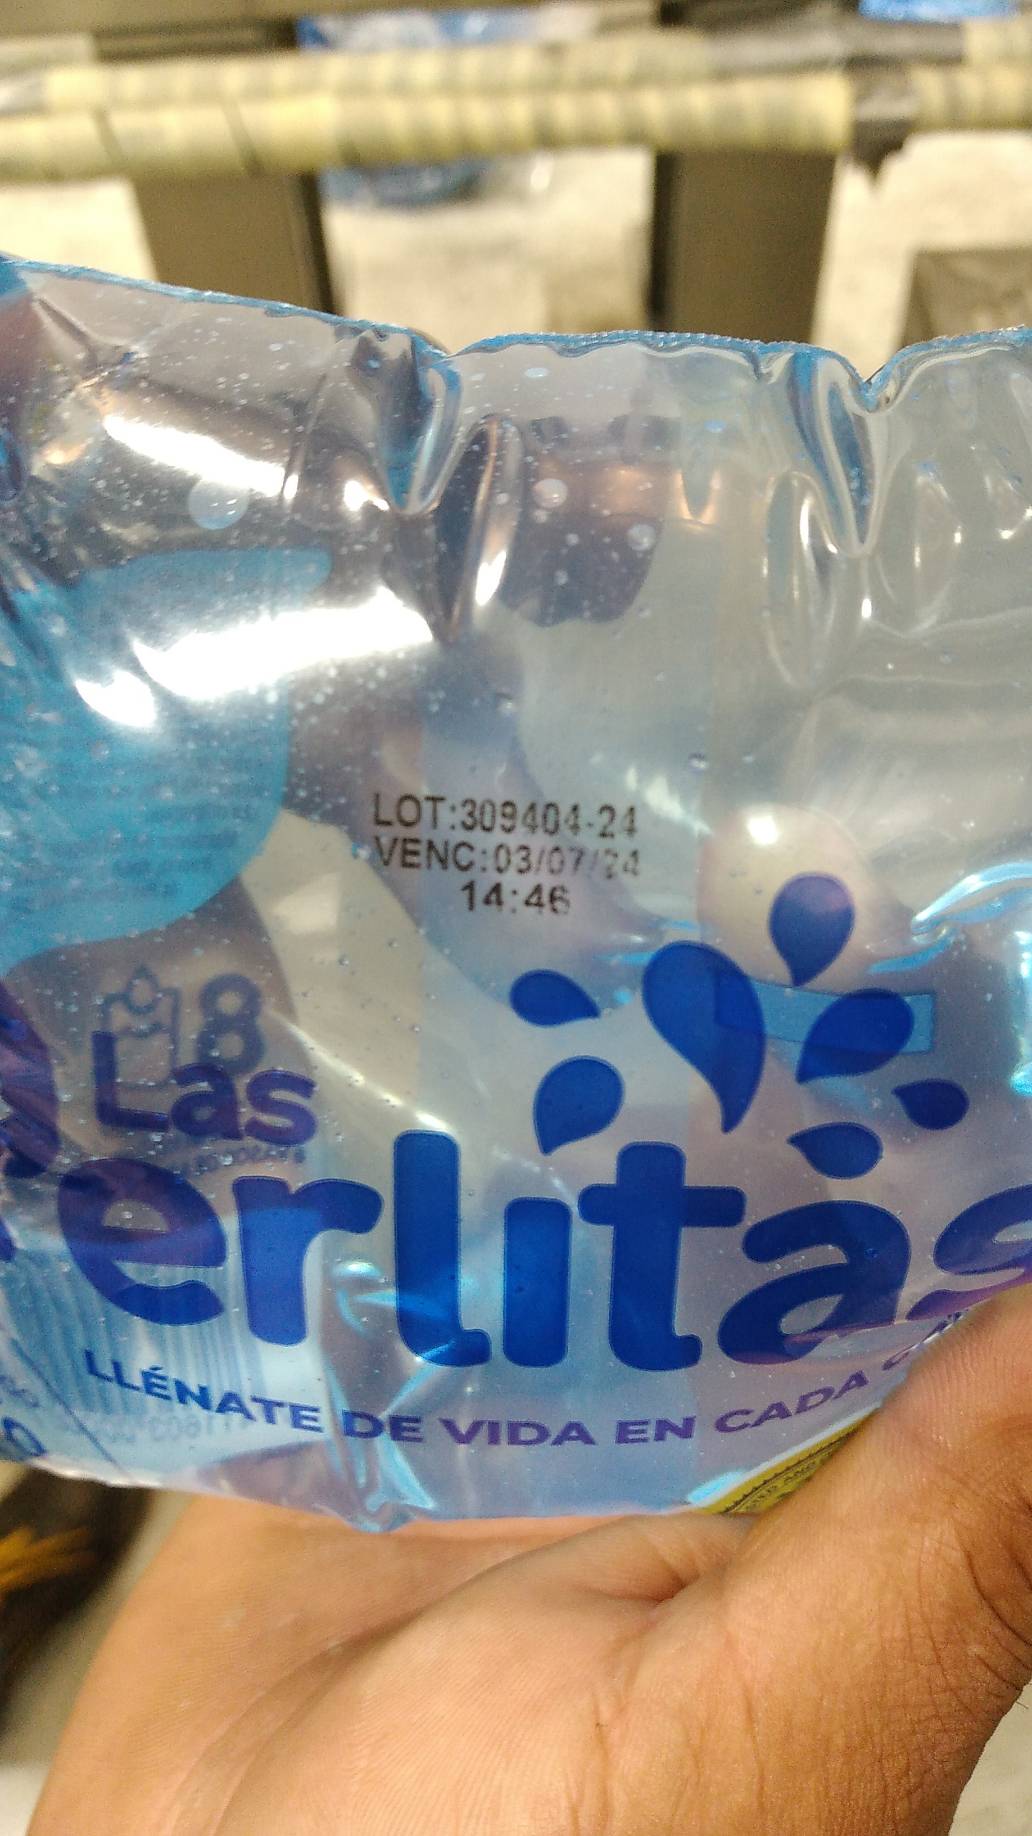 LOT:309404-24
VENC:03/07/24
14:46
8
Las
erlitas
LLÉNATE DE VIDA EN CADA